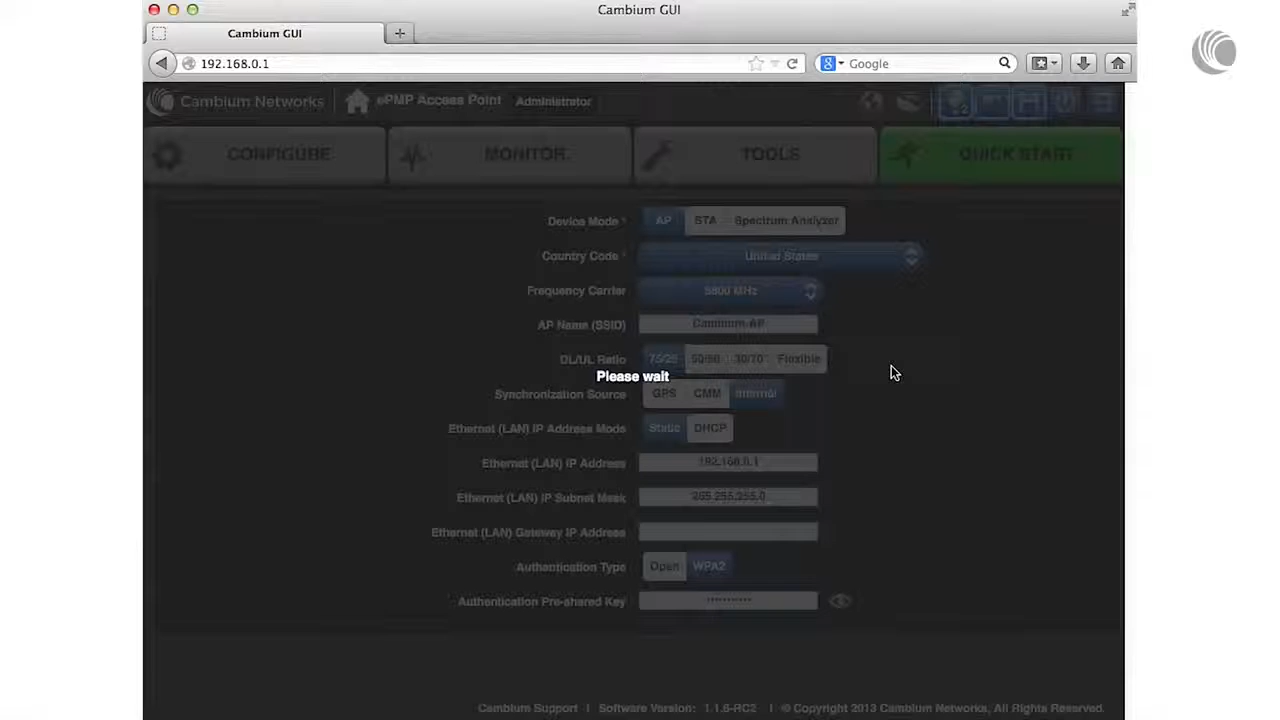 Cambium GUI
Cambium GUI
192.168.0.1
Google
Cambium Networks
ePMP Access Point
Administrator
2
CONFIGURE
MONITOR
TOOLS
QUICK START
Device Mode * AP STA Spectrum Analyzer
Country Code * United States
Frequency Carrier 5800 MHz
AP Name (SSID) Cambium-AP
DL/UL Ratio 75/25 50/50 30/70 Flexible
Please wait
Synchronization Source GPS CMM Internal
Ethernet (LAN) IP Address Mode Static DHCP
Ethernet (LAN) IP Address 192.168.0.1
Ethernet (LAN) IP Subnet Mask 255.255.255.0
Ethernet (LAN) Gateway IP Address
Authentication Type Open WPA2
Authentication Pre-shared Key ••••••••••
Cambium Support | Software Version: 1.1.6-RC2 | © Copyright 2013 Cambium Networks, All Rights Reserved.